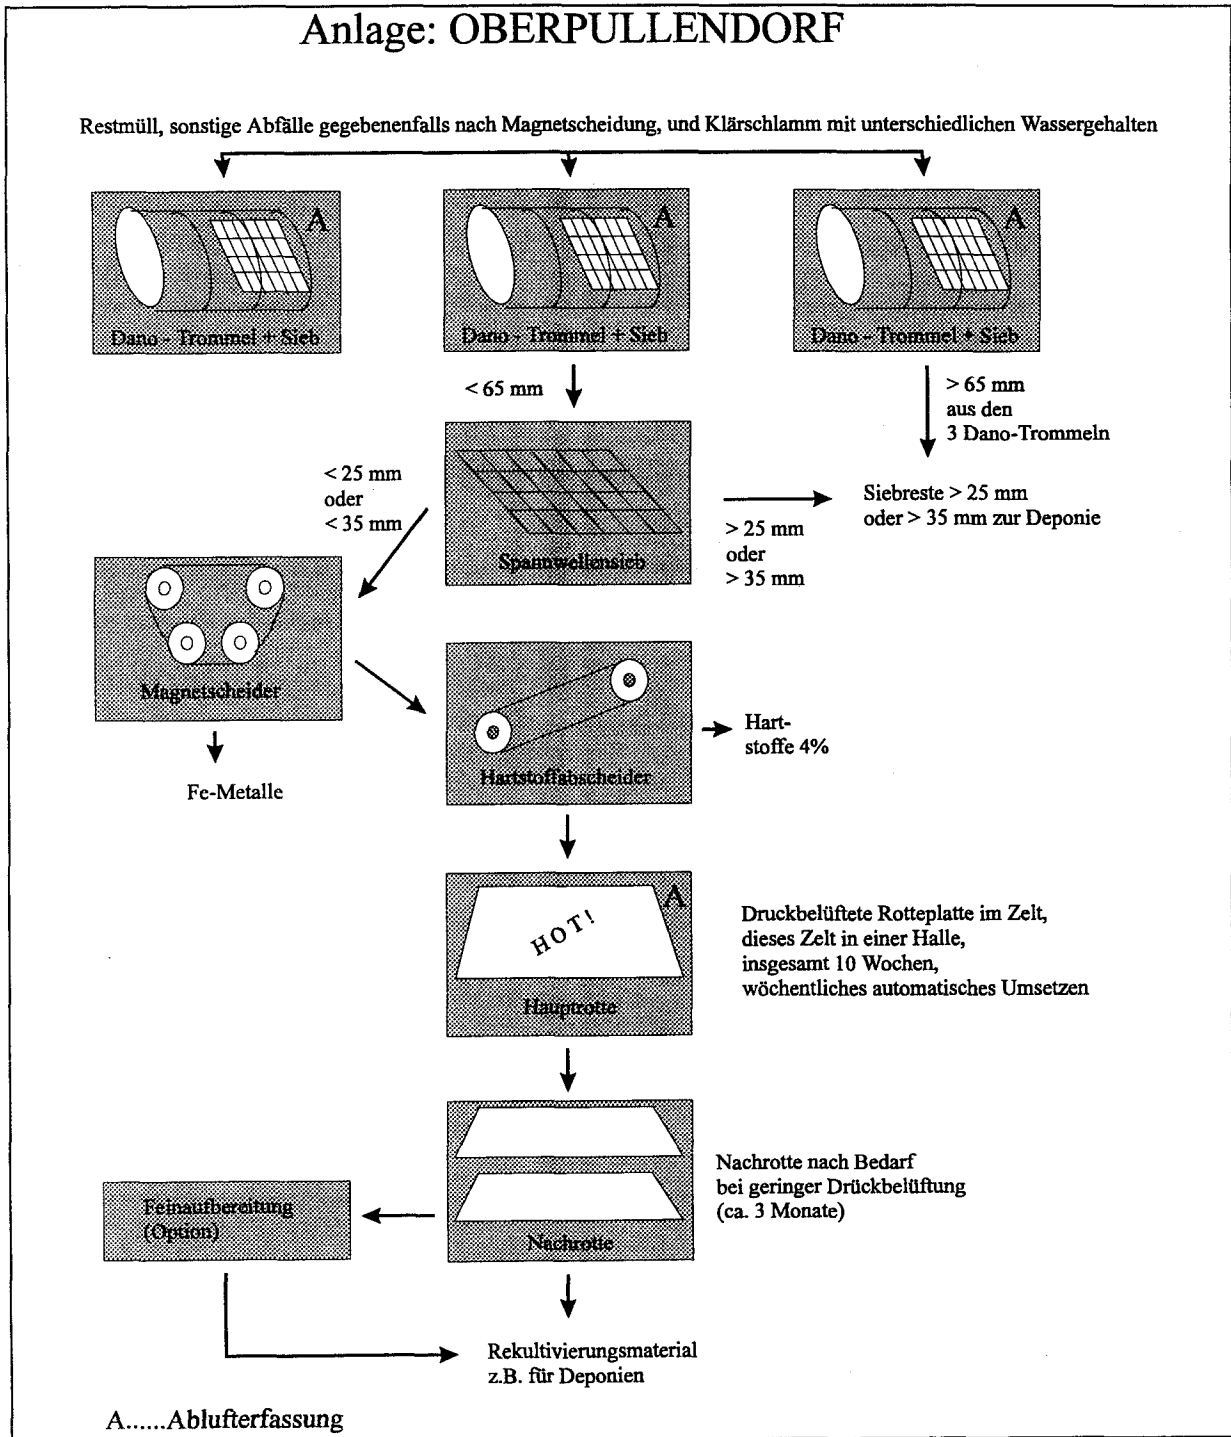 Anlage: OBERPULLENDORF
Restmüll, sonstige Abfälle gegebenenfalls nach Magnetscheidung, und Klärschlamm mit unterschiedlichen Wassergehalten
A
Dano - Trommel + Sieb
A
Dano - Trommel + Sieb
A
Dano - Trommel + Sieb
< 65 mm
> 65 mm
aus den
3 Dano-Trommeln
< 25 mm
oder
< 35 mm
Spannwellensieb
> 25 mm
oder
> 35 mm
Siebreste > 25 mm
oder > 35 mm zur Deponie
Magnetscheider
Fe-Metalle
Hartstoffabscheider
Hart-
stoffe 4%
A
HOT!
Hauptrotte
Druckbelüftete Rotteplatte im Zelt,
dieses Zelt in einer Halle,
insgesamt 10 Wochen,
wöchentliches automatisches Umsetzen
Nachrotte
Nachrotte nach Bedarf
bei geringer Drückbelüftung
(ca. 3 Monate)
Feinaufbereitung
(Option)
Rekultivierungsmaterial
z.B. für Deponien
A......Ablufterfassung